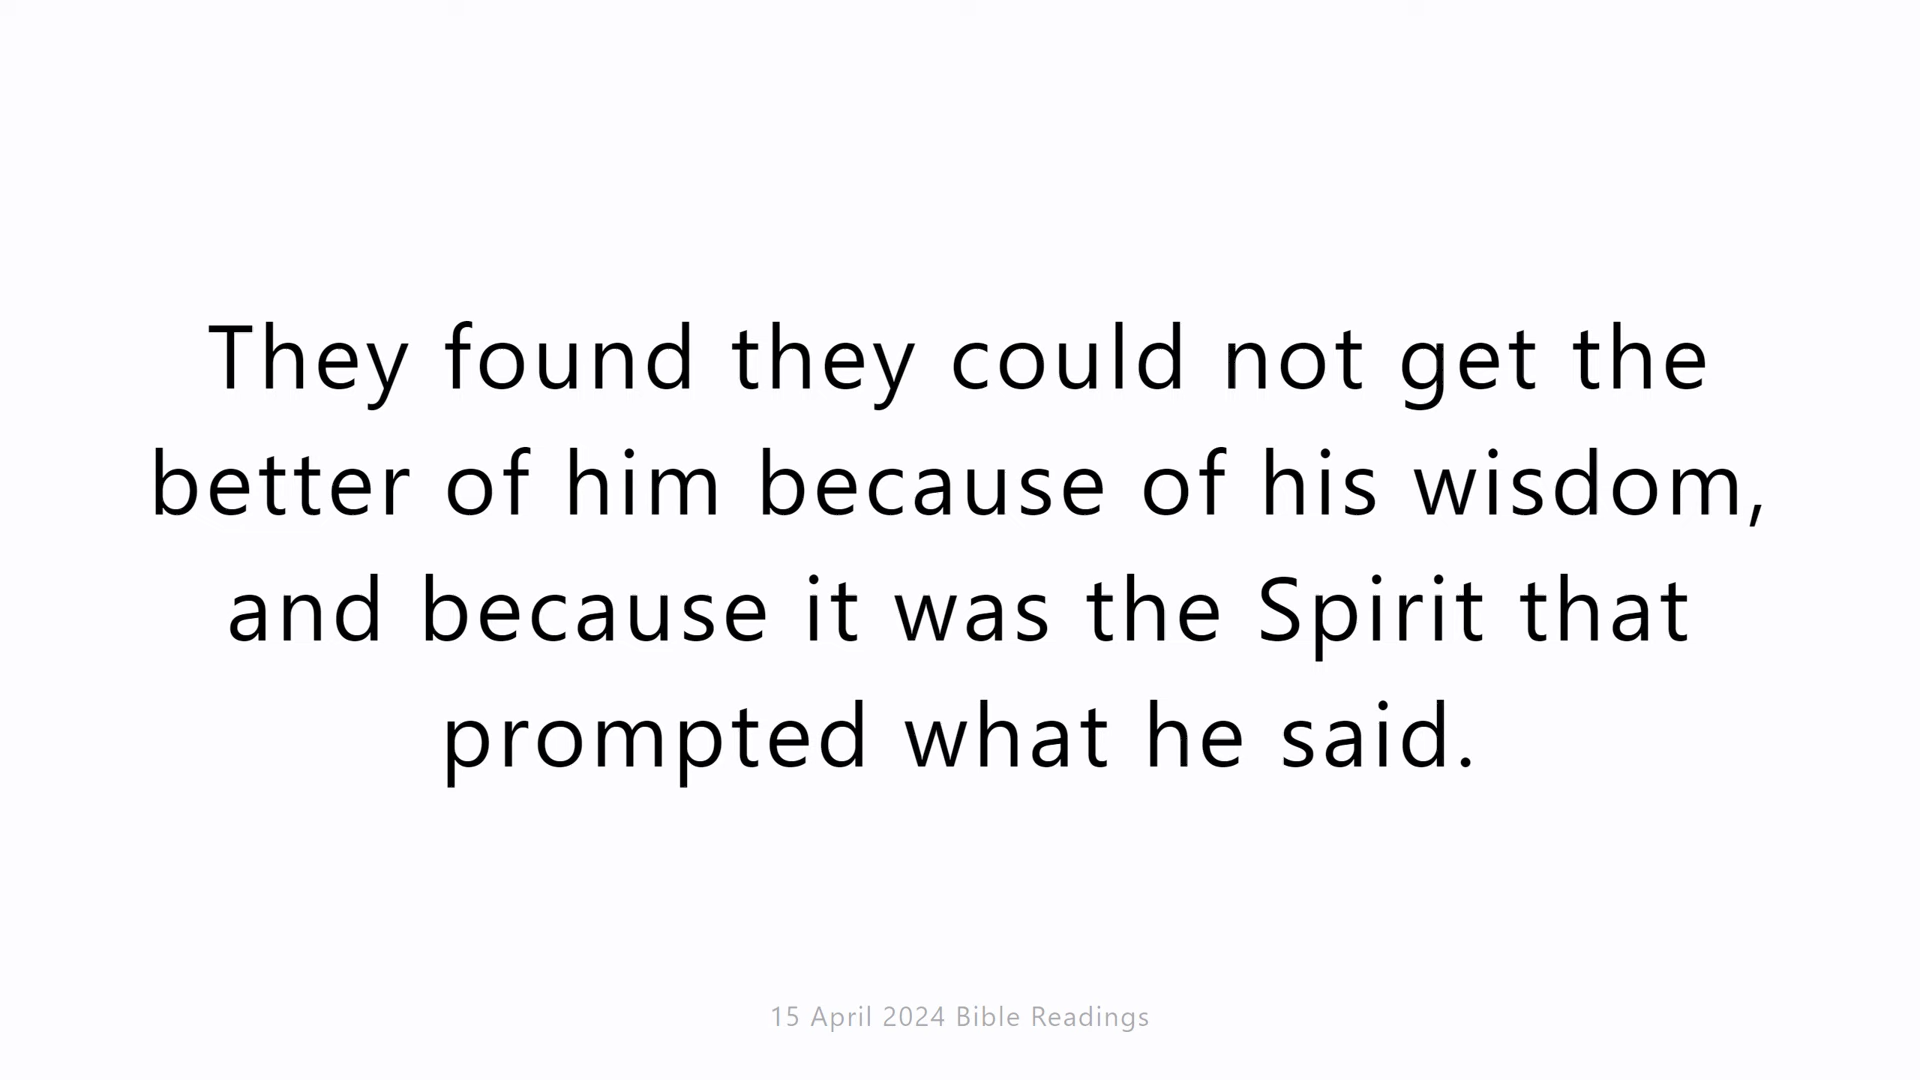 They found they could not get the
better of him because of his wisdom,
and because it was the Spirit that
prompted what he said.
15 April 2024 Bible Readings